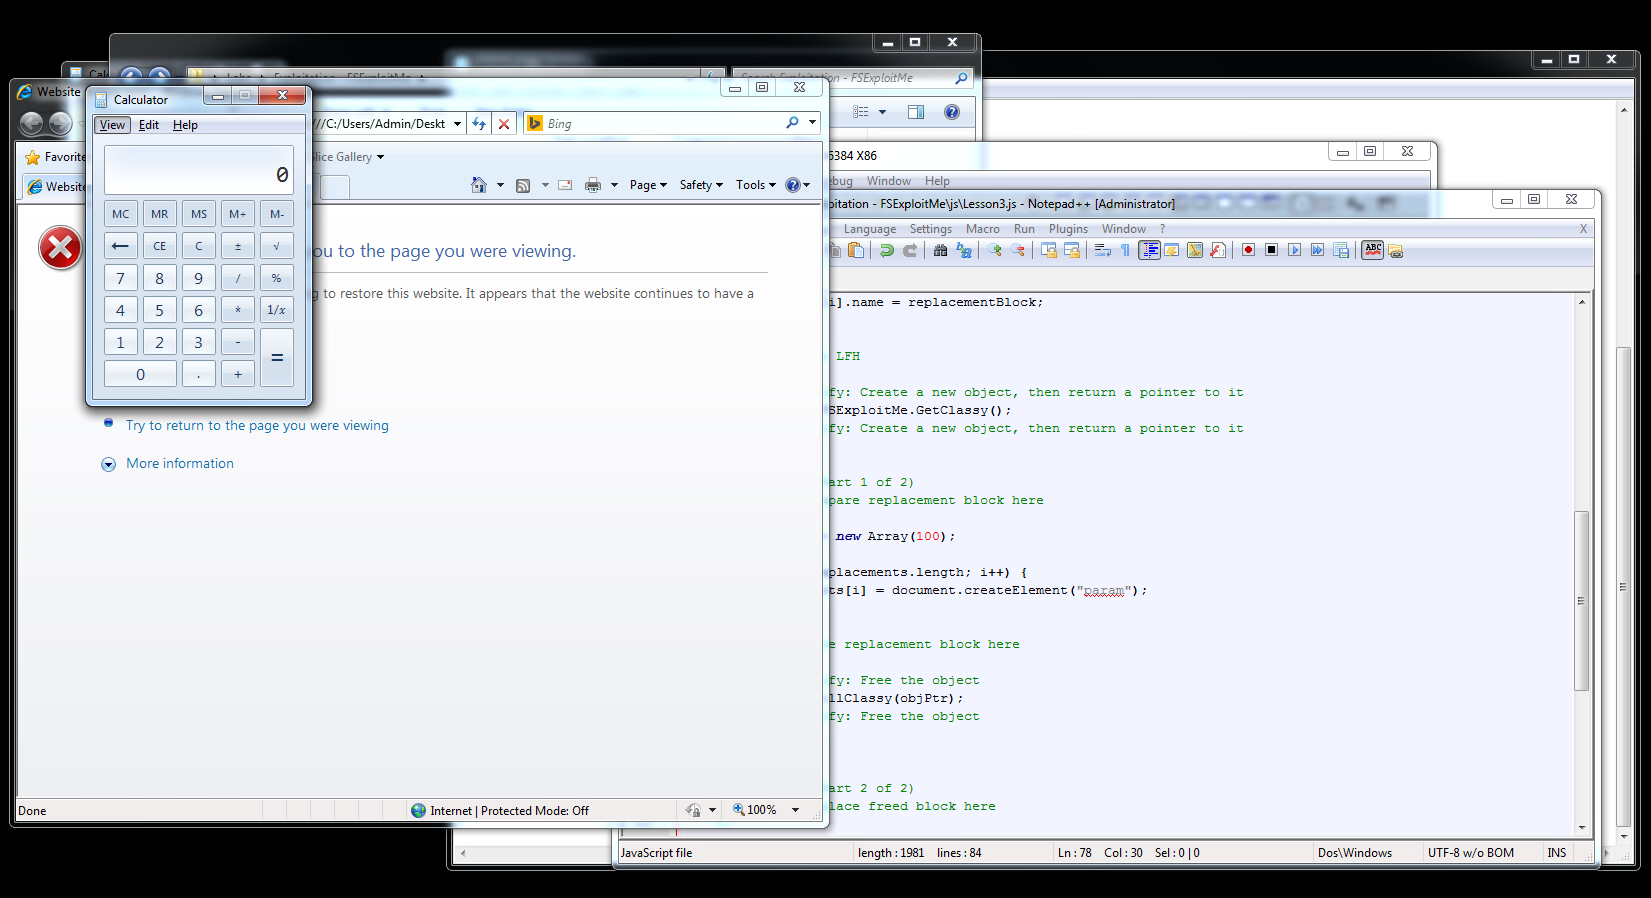 Labs
Exploitation - FSExploitMe
Search Exploitation - FSExploitMe
Calc
Website
Calculator
View Edit Help
0
MC MR MS M+ M-
← CE C ± √
7 8 9 / %
4 5 6 * 1/x
1 2 3 - =
0 . +
///C:/Users/Admin/Deskt
Bing
Favorite
Slice Gallery
Website
Page Safety Tools
ou to the page you were viewing.
g to restore this website. It appears that the website continues to have a
Try to return to the page you were viewing
More information
Done
Internet | Protected Mode: Off
100%
6384 X86
ebug Window Help
oitation - FSExploitMe\js\Lesson3.js - Notepad++ [Administrator]
Language Settings Macro Run Plugins Window ? X
ABC
i].name = replacementBlock;
LFH
fy: Create a new object, then return a pointer to it
SExploitMe.GetClassy();
fy: Create a new object, then return a pointer to it
art 1 of 2)
pare replacement block here
new Array(100);
placements.length; i++) {
ts[i] = document.createElement("param");
e replacement block here
fy: Free the object
llClassy(objPtr);
fy: Free the object
art 2 of 2)
lace freed block here
JavaScript file
length : 1981 lines : 84
Ln : 78 Col : 30 Sel : 0 | 0
Dos\Windows
UTF-8 w/o BOM
INS